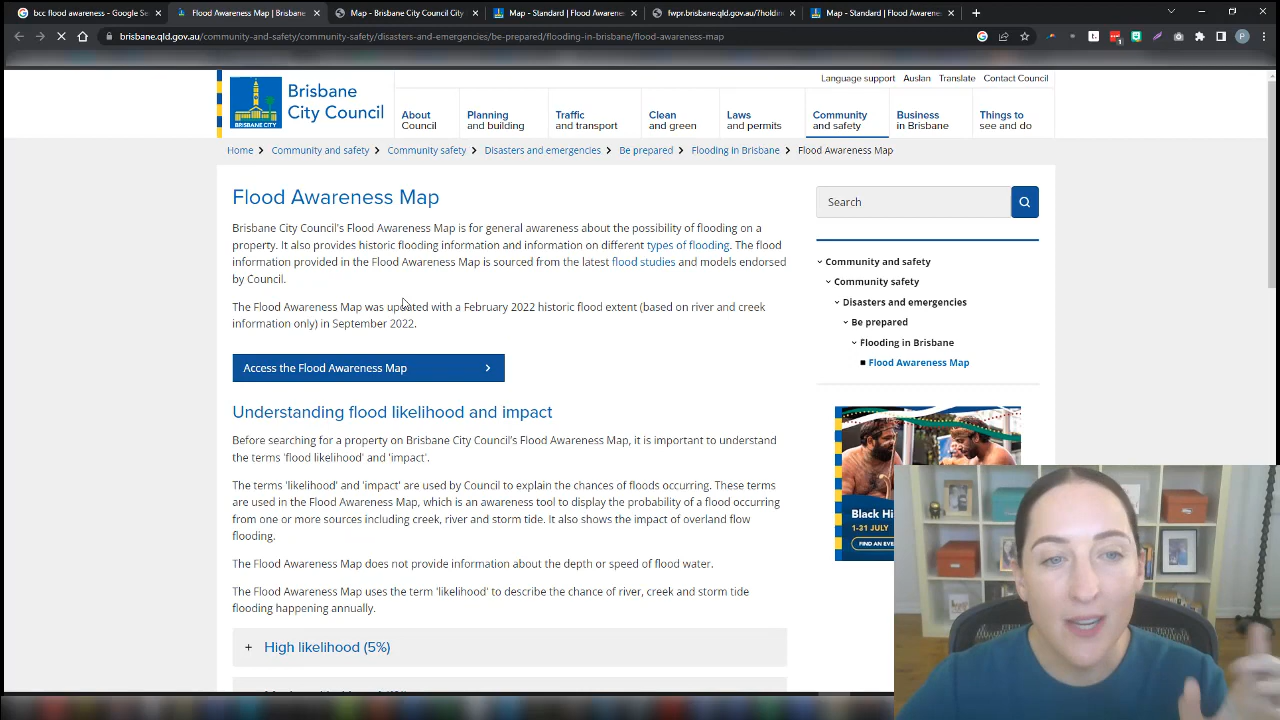 bcc flood awareness - Google Se
Flood Awareness Map | Brisbane
Map - Brisbane City Council City
Map - Standard | Flood Awarene
fwpr.brisbane.qld.gov.au/?holdin
Map - Standard | Flood Awarene
brisbane.qld.gov.au/community-and-safety/community-safety/disasters-and-emergencies/be-prepared/flooding-in-brisbane/flood-awareness-map
Language support Auslan Translate Contact Council
BRISBANE CITY
Brisbane
City Council
About
Council
Planning
and building
Traffic
and transport
Clean
and green
Laws
and permits
Community
and safety
Business
in Brisbane
Things to
see and do
Home > Community and safety > Community safety > Disasters and emergencies > Be prepared > Flooding in Brisbane > Flood Awareness Map
Flood Awareness Map
Brisbane City Council's Flood Awareness Map is for general awareness about the possibility of flooding on a
property. It also provides historic flooding information and information on different types of flooding. The flood
information provided in the Flood Awareness Map is sourced from the latest flood studies and models endorsed
by Council.
The Flood Awareness Map was updated with a February 2022 historic flood extent (based on river and creek
information only) in September 2022.
Access the Flood Awareness Map
Understanding flood likelihood and impact
Before searching for a property on Brisbane City Council's Flood Awareness Map, it is important to understand
the terms 'flood likelihood' and 'impact'.
The terms 'likelihood' and 'impact' are used by Council to explain the chances of floods occurring. These terms
are used in the Flood Awareness Map, which is an awareness tool to display the probability of a flood occurring
from one or more sources including creek, river and storm tide. It also shows the impact of overland flow
flooding.
The Flood Awareness Map does not provide information about the depth or speed of flood water.
The Flood Awareness Map uses the term 'likelihood' to describe the chance of river, creek and storm tide
flooding happening annually.
+ High likelihood (5%)
Search
Community and safety
Community safety
Disasters and emergencies
Be prepared
Flooding in Brisbane
Flood Awareness Map
Black Hi
1-31 JULY
FIND AN EVE